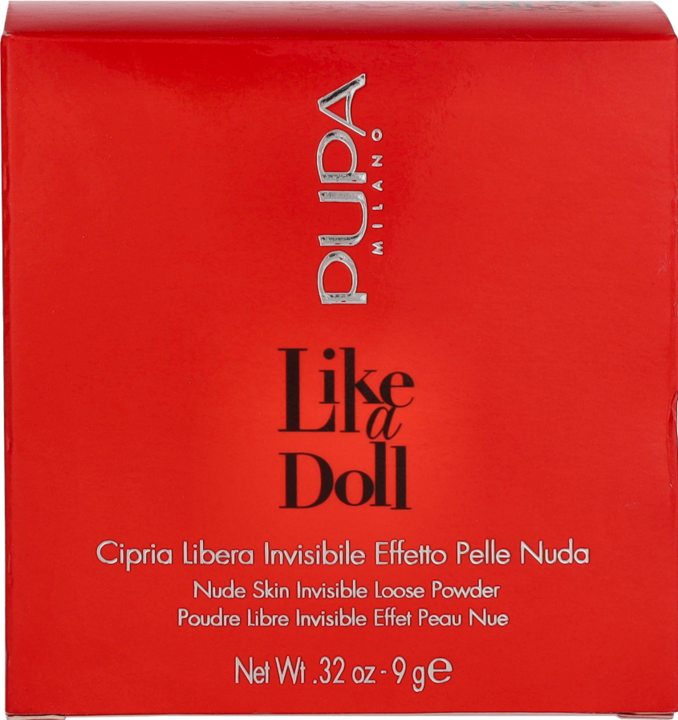 PUPA
MILANO
Like
a
Doll
Cipria Libera Invisibile Effetto Pelle Nuda
Nude Skin Invisible Loose Powder
Poudre Libre Invisible Effet Peau Nue
Net Wt .32 oz - 9 g e